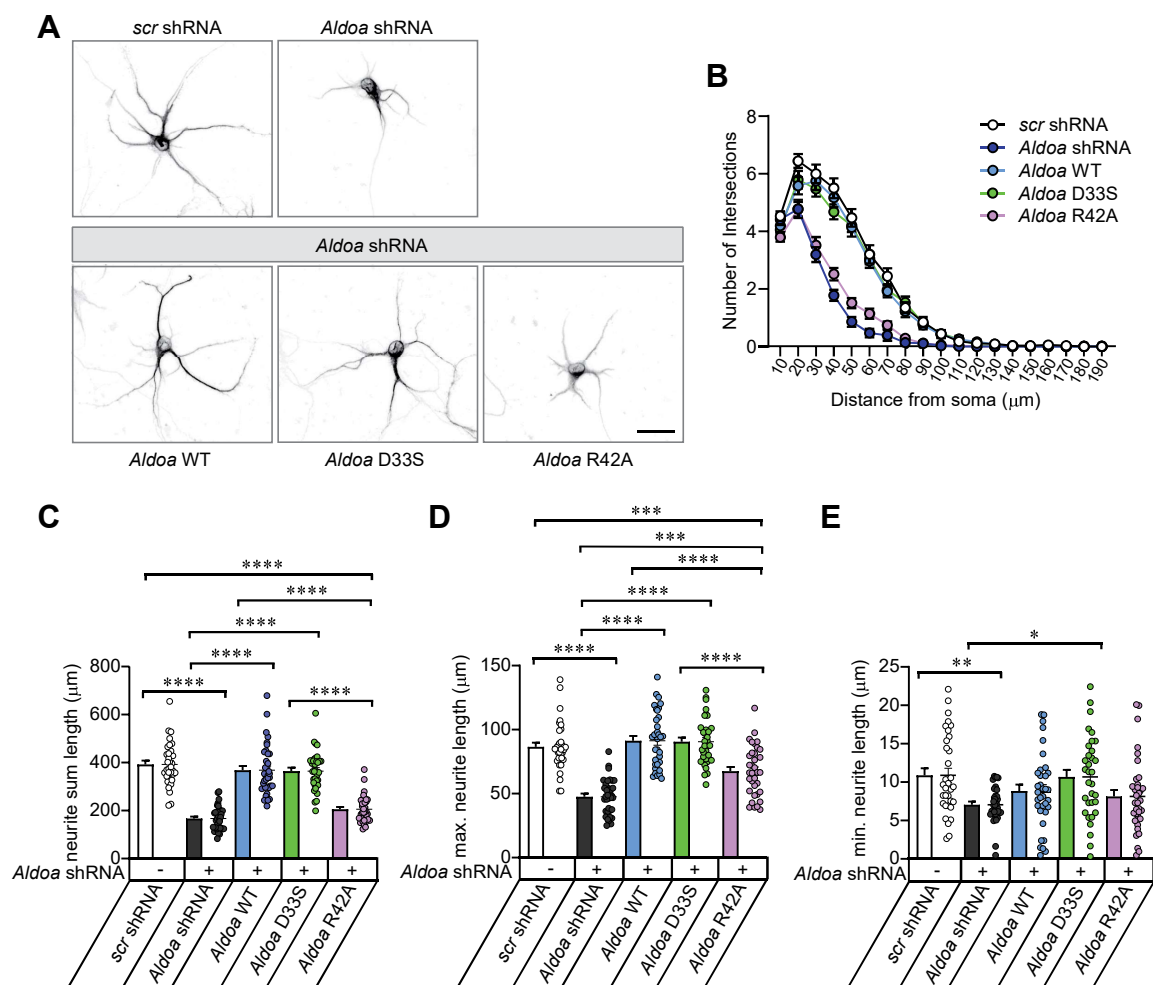 A
scr shRNA
Aldoa shRNA
Aldoa shRNA
Aldoa WT
Aldoa D33S
Aldoa R42A
B
Number of Intersections
8
6
4
2
0
10 20 30 40 50 60 70 80 90 100 110 120 130 140 150 160 170 180 190
Distance from soma (μm)
scr shRNA
Aldoa shRNA
Aldoa WT
Aldoa D33S
Aldoa R42A
C
neurite sum length (μm)
800
600
400
200
0
****
****
****
****
****
****
Aldoa shRNA - + + + +
scr shRNA
Aldoa shRNA
Aldoa WT
Aldoa D33S
Aldoa R42A
D
max. neurite length (μm)
150
100
50
0
***
***
****
****
****
****
****
Aldoa shRNA - + + + +
scr shRNA
Aldoa shRNA
Aldoa WT
Aldoa D33S
Aldoa R42A
E
min. neurite length (μm)
25
20
15
10
5
0
*
**
Aldoa shRNA - + + + +
scr shRNA
Aldoa shRNA
Aldoa WT
Aldoa D33S
Aldoa R42A